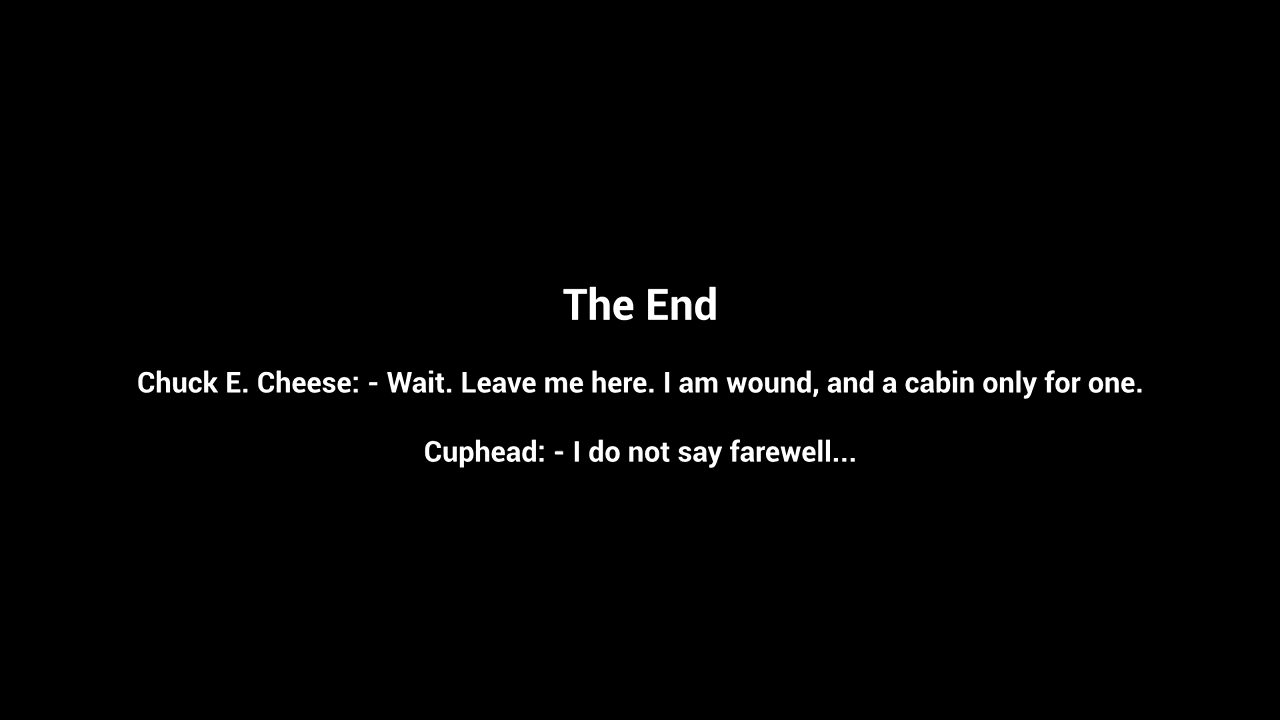 The End
Chuck E. Cheese: - Wait. Leave me here. I am wound, and a cabin only for one.
Cuphead: - I do not say farewell...